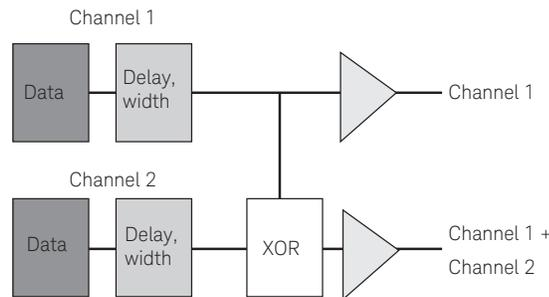 Channel 1
Data
Delay,
width
Channel 1
Channel 2
Data
Delay,
width
XOR
Channel 1 +
Channel 2